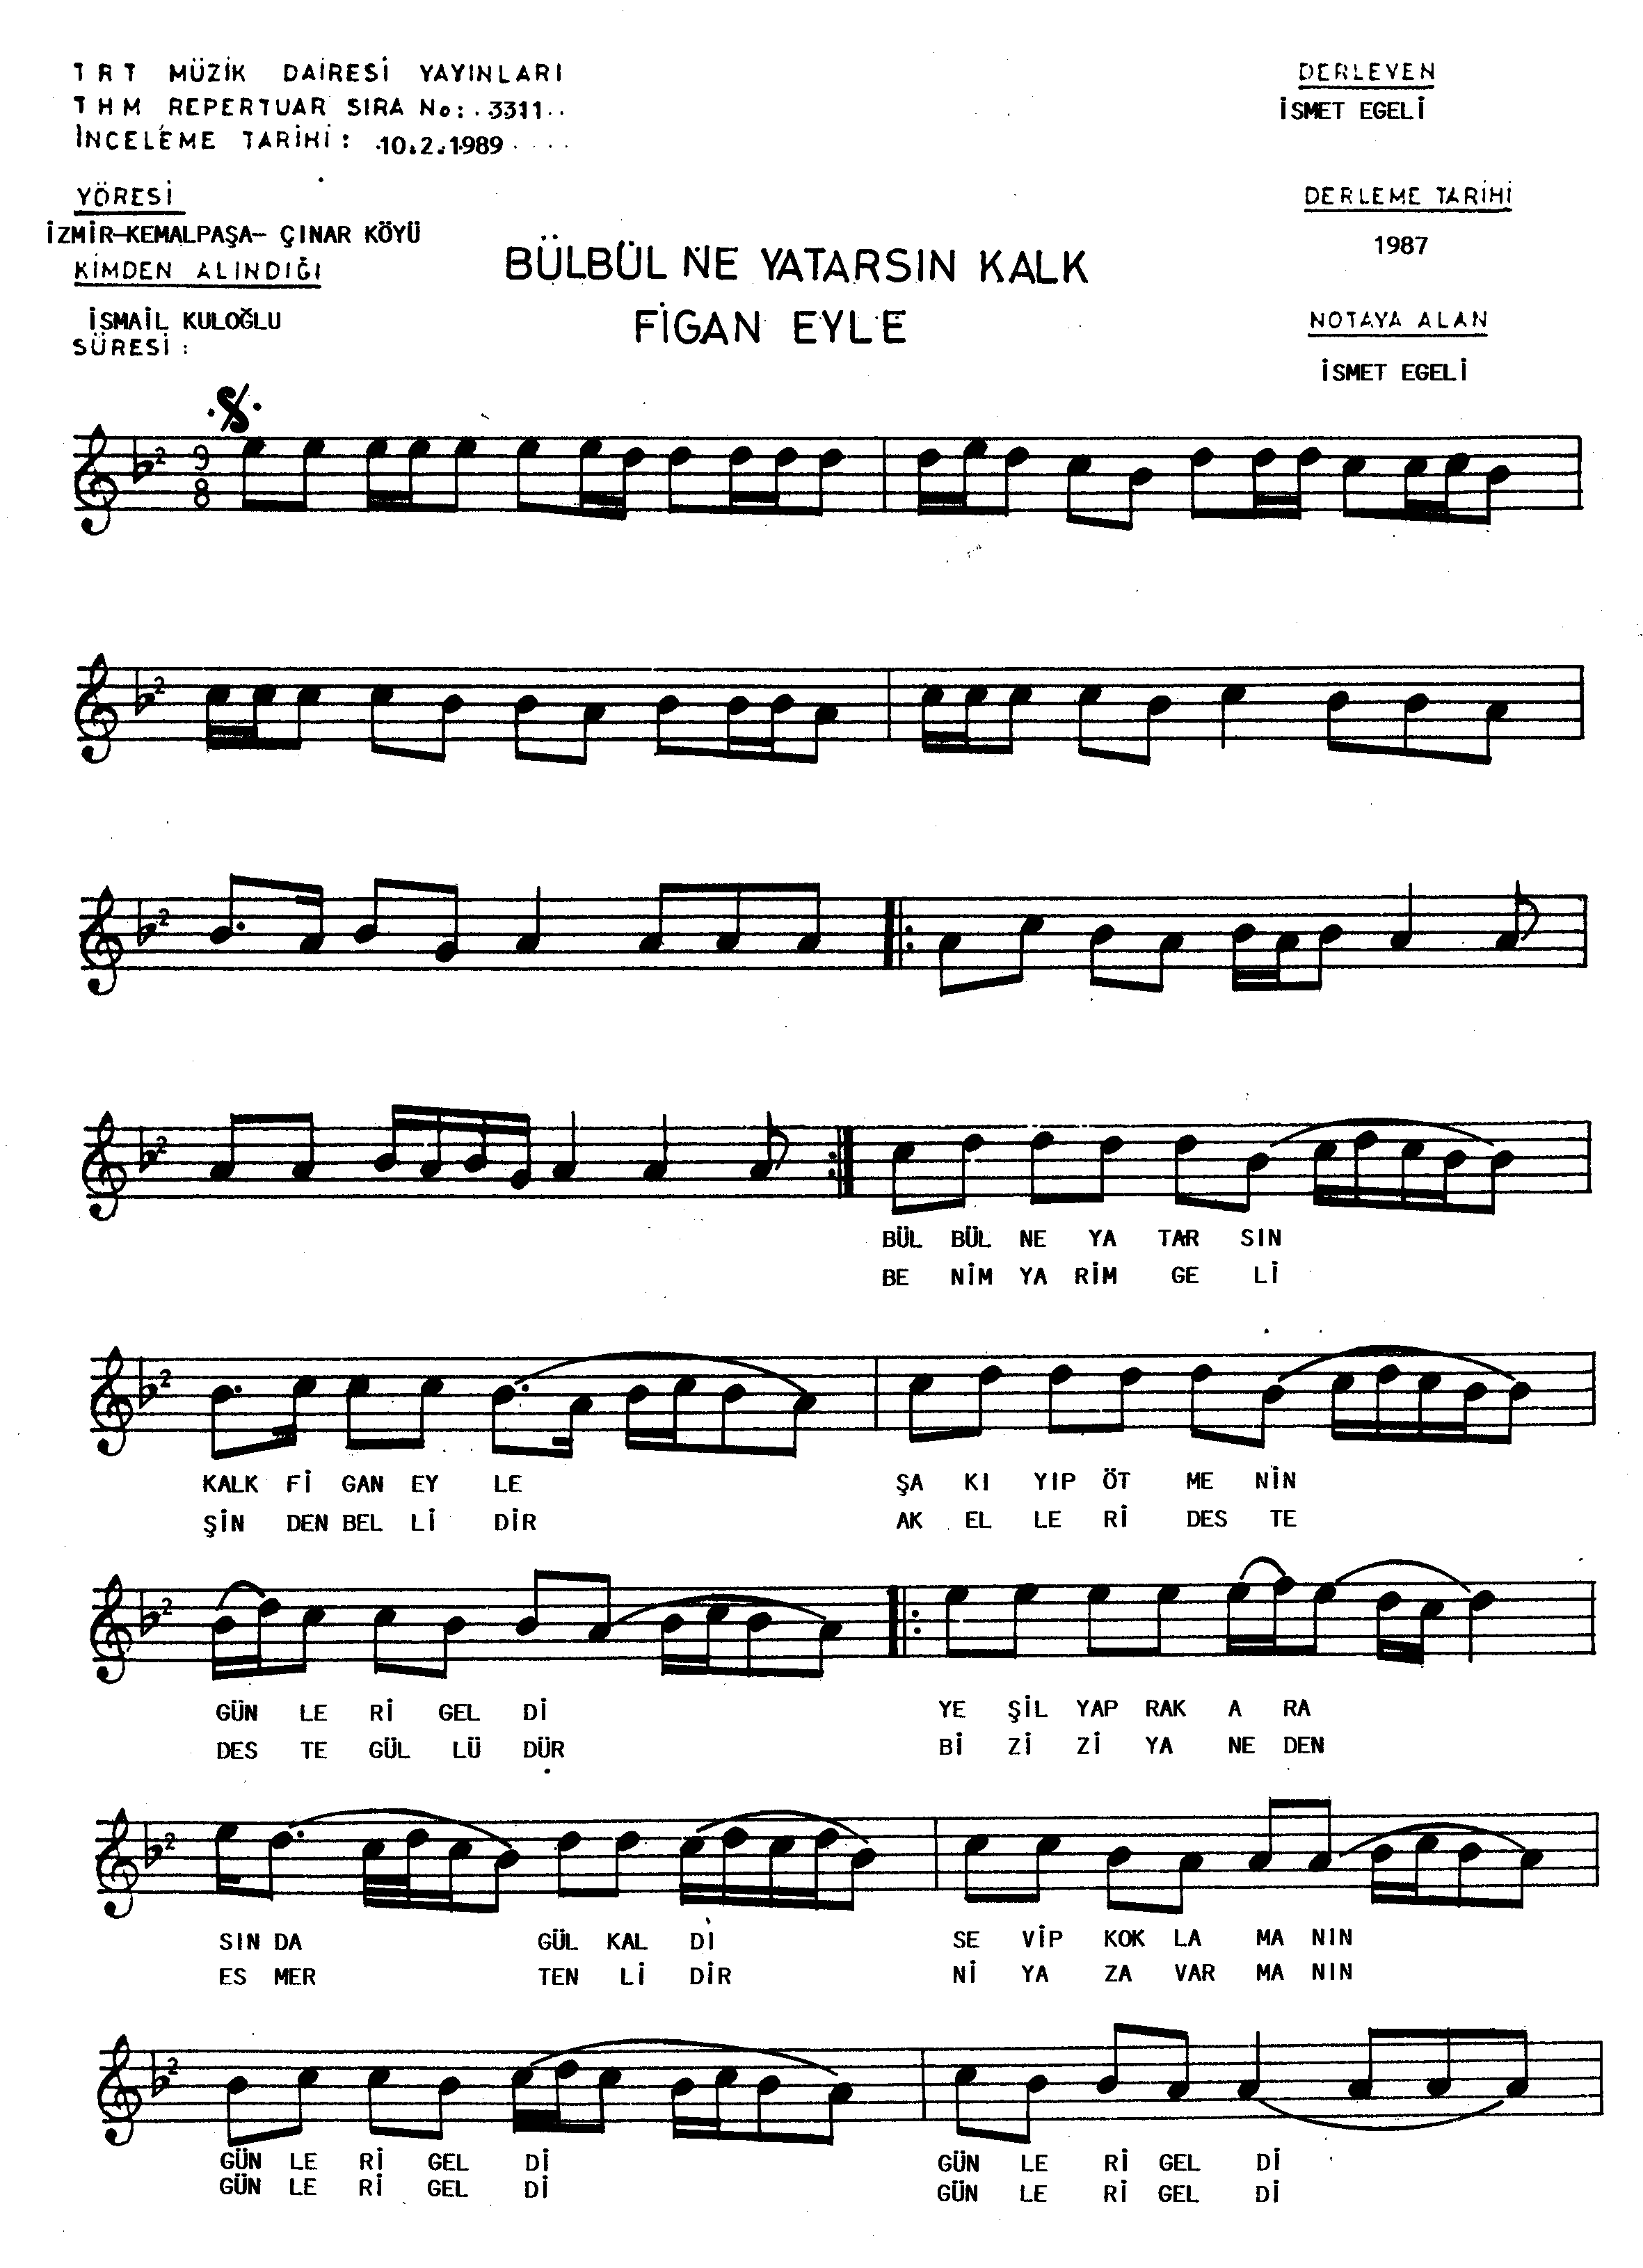 TRT MÜZİK DAİRESİ YAYINLARI
THM REPERTUAR SIRA No: 3311
İNCELEME TARİHİ: 10.2.1989
DERLEYEN
İSMET EGELİ
YÖRESİ
İZMİR-KEMALPAŞA- ÇINAR KÖYÜ
KİMDEN ALINDIĞI
İSMAİL KULOĞLU
SÜRESİ:
DERLEME TARİHİ
1987
NOTAYA ALAN
İSMET EGELİ
BÜLBÜL NE YATARSIN KALK
FİGAN EYLE
9
8
BÜL BÜL NE YA TAR SIN
BE NİM YA RİM GE Lİ
KALK Fİ GAN EY LE ŞA KI YIP ÖT ME NİN
ŞİN DEN BEL Lİ DİR AK EL LE Rİ DES TE
GÜN LE Rİ GEL Dİ YE ŞİL YAP RAK A RA
DES TE GÜL LÜ DÜR Bİ Zİ Zİ YA NE DEN
SIN DA GÜL KAL DI SE VİP KOK LA MA NIN
ES MER TEN Lİ DİR Nİ YA ZA VAR MA NIN
GÜN LE Rİ GEL Dİ GÜN LE Rİ GEL Dİ
GÜN LE Rİ GEL Dİ GÜN LE Rİ GEL Dİ